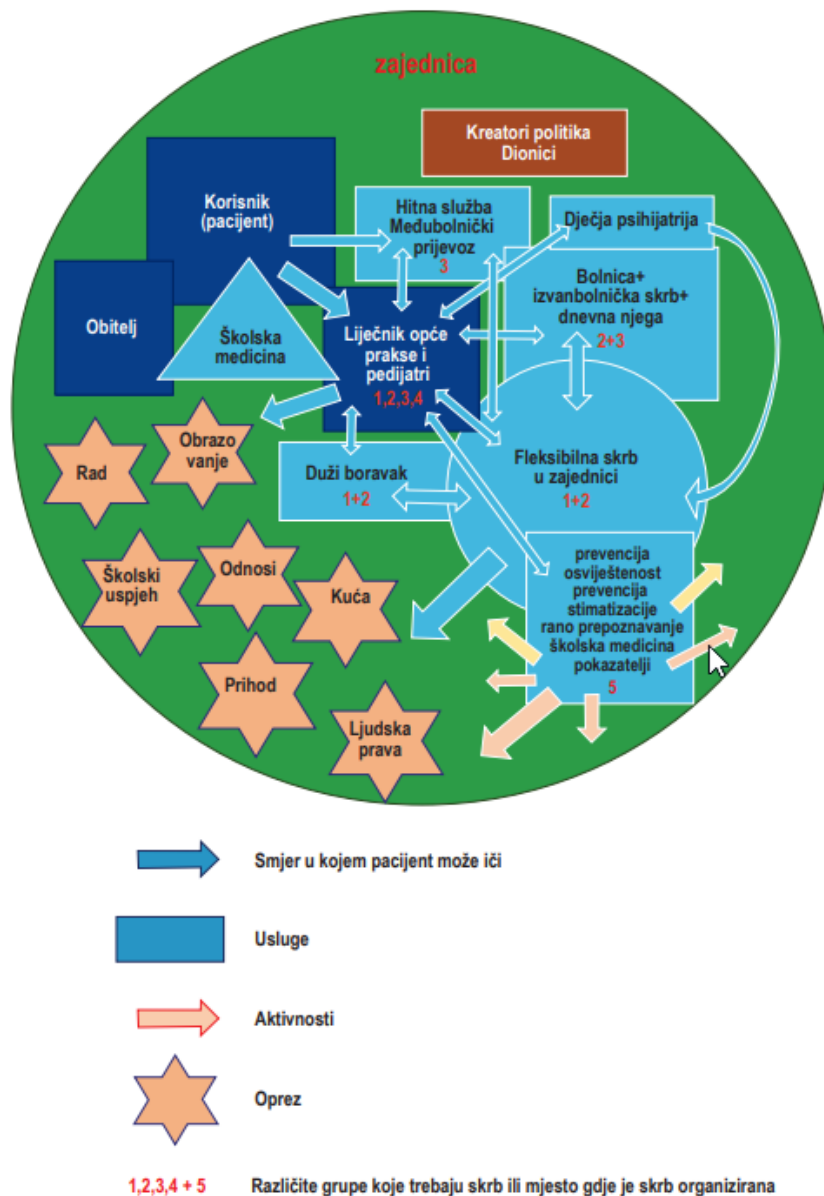 zajednica
Kreatori politika
Dionici
Korisnik
(pacijent)
Hitna služba
Međubolnički
prijevoz
3
Dječja psihijatrija
Bolnica+
izvanbolnička skrb+
dnevna njega
2+3
Obitelj
Školska
medicina
Liječnik opće
prakse i
pedijatri
1,2,3,4
Duži boravak
1+2
Fleksibilna skrb
u zajednici
1+2
Rad
Obrazo
vanje
Školski
uspjeh
Odnosi
Kuća
Prihod
Ljudska
prava
prevencija
osviještenost
prevencija
stimatizacije
rano prepoznavanje
školska medicina
pokazatelji
5
Smjer u kojem pacijent može iči
Usluge
Aktivnosti
Oprez
1,2,3,4 + 5 Različite grupe koje trebaju skrb ili mjesto gdje je skrb organizirana